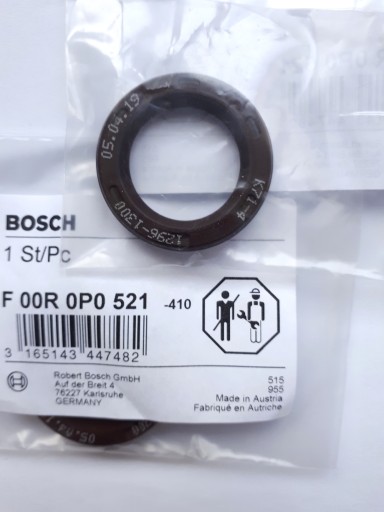 05.04.19
K71-4
1296-1300
BOSCH
1 St/Pc
F 00R 0P0 521
-410
3 165143 447482
Robert Bosch GmbH
Auf der Breit 4
76227 Karlsruhe
GERMANY
515
955
Made in Austria
Fabriqué en Autriche